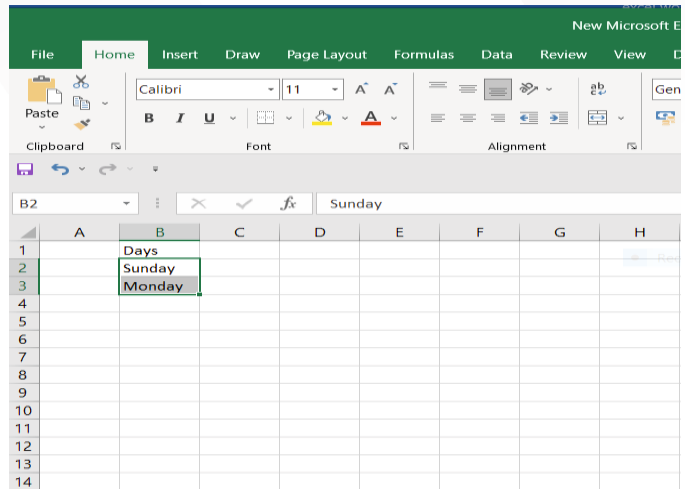 New Microsoft E
File Home Insert Draw Page Layout Formulas Data Review View
Calibri 11 A A Gen
Paste B I U A
Clipboard Font Alignment
B2 fx Sunday
A B C D E F G H
1 Days
2 Sunday
3 Monday
4
5
6
7
8
9
10
11
12
13
14